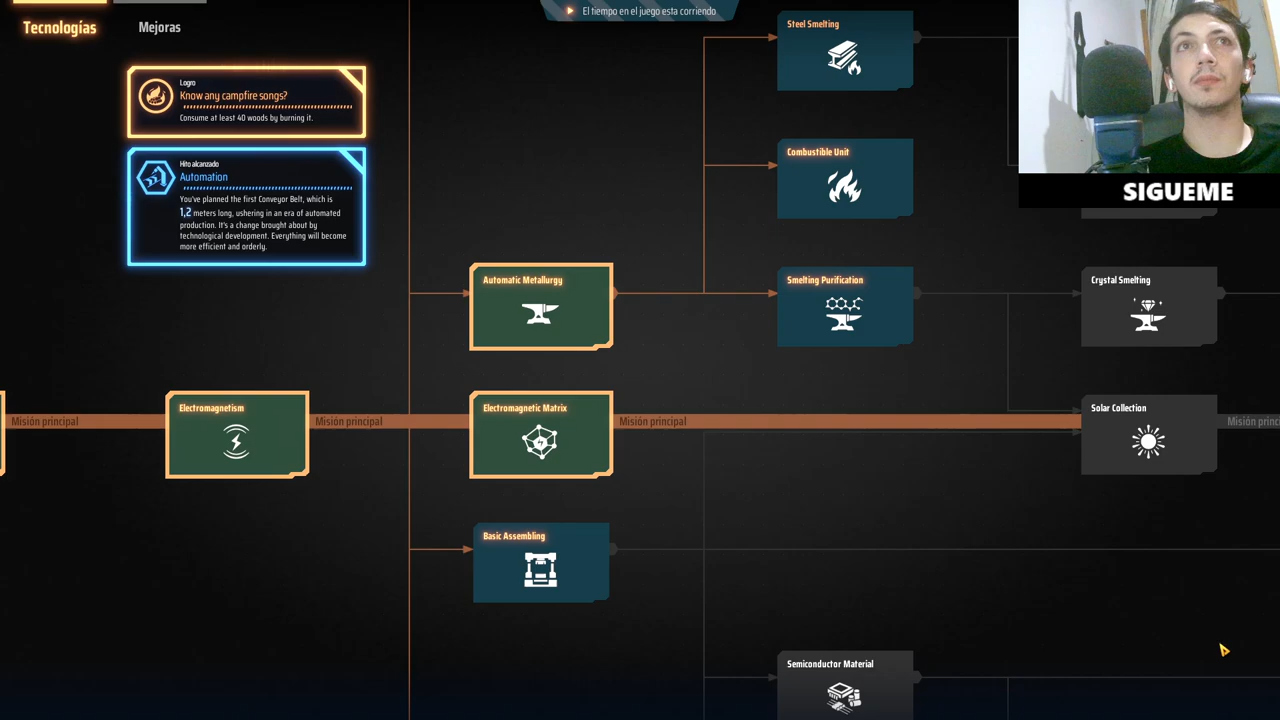 Tecnologías
Mejoras
El tiempo en el juego esta corriendo
Logro
Know any campfire songs?
Consume at least 40 woods by burning it.
Hito alcanzado
Automation
You've planned the first Conveyor Belt, which is
1,2 meters long, ushering in an era of automated
production. It's a change brought about by
technological development. Everything will become
more efficient and orderly.
Steel Smelting
SIGUEME
Combustible Unit
Automatic Metallurgy
Smelting Purification
Crystal Smelting
Misión principal
Electromagnetism
Misión principal
Electromagnetic Matrix
Misión principal
Solar Collection
Misión princ
Basic Assembling
Semiconductor Material